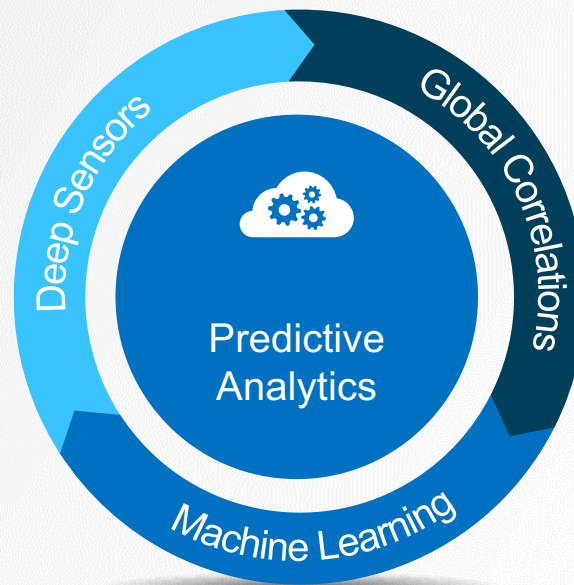 Deep Sensors
Global Correlations
Predictive
Analytics
Machine Learning